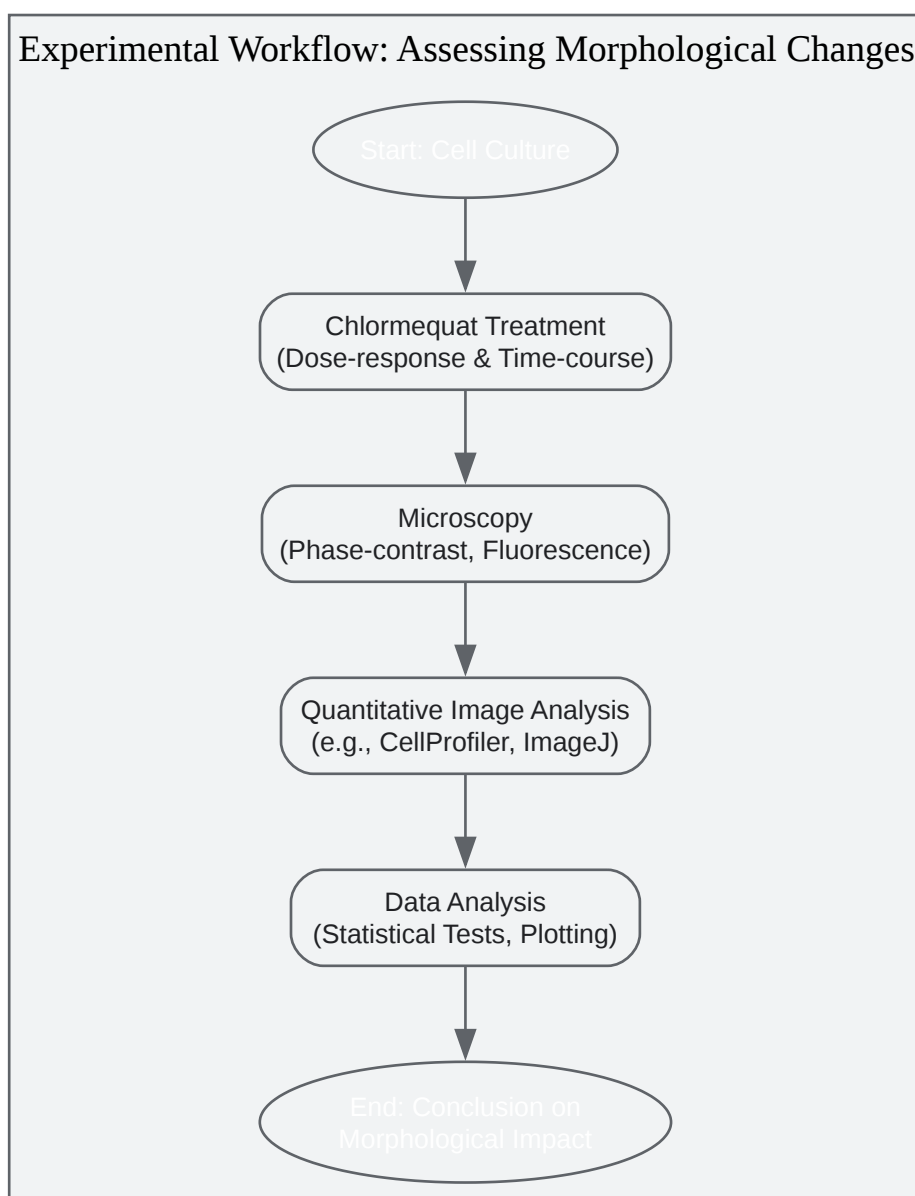 Experimental Workflow: Assessing Morphological Changes
Start: Cell Culture
Chlormequat Treatment
(Dose-response & Time-course)
Microscopy
(Phase-contrast, Fluorescence)
Quantitative Image Analysis
(e.g., CellProfiler, ImageJ)
Data Analysis
(Statistical Tests, Plotting)
End: Conclusion on
Morphological Impact